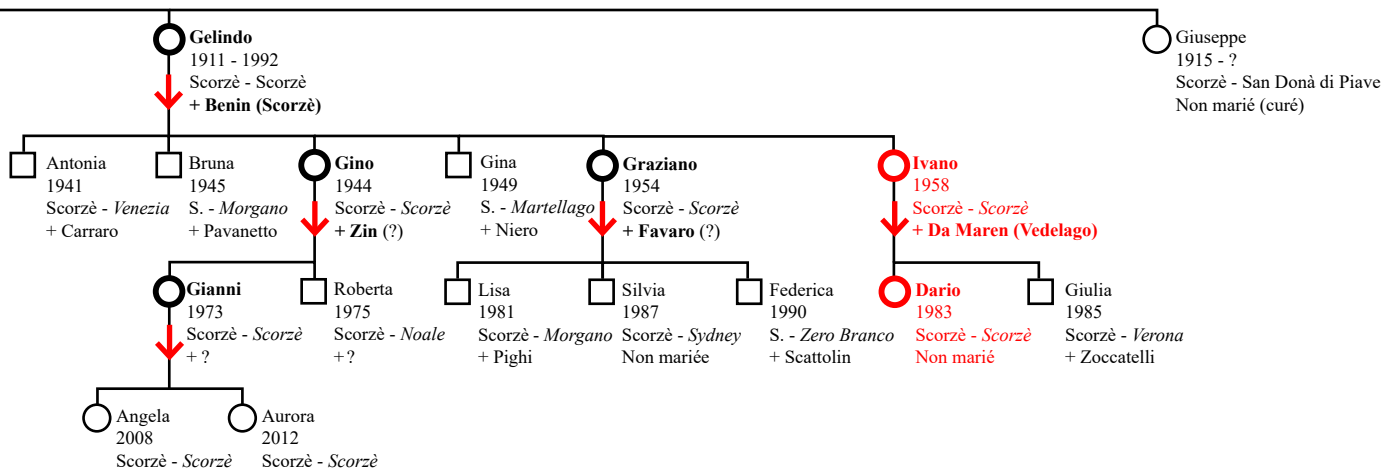 Gelindo
1911 - 1992
Scorzè - Scorzè
+ Benin (Scorzè)
Giuseppe
1915 - ?
Scorzè - San Donà di Piave
Non marié (curé)
Antonia
1941
Scorzè - Venezia
+ Carraro
Bruna
1945
S. - Morgano
+ Pavanetto
Gino
1944
Scorzè - Scorzè
+ Zin (?)
Gina
1949
S. - Martellago
+ Niero
Graziano
1954
Scorzè - Scorzè
+ Favaro (?)
Ivano
1958
Scorzè - Scorzè
+ Da Maren (Vedelago)
Gianni
1973
Scorzè - Scorzè
+ ?
Roberta
1975
Scorzè - Noale
+ ?
Lisa
1981
Scorzè - Morgano
+ Pighi
Silvia
1987
Scorzè - Sydney
Non mariée
Federica
1990
S. - Zero Branco
+ Scattolin
Dario
1983
Scorzè - Scorzè
Non marié
Giulia
1985
Scorzè - Verona
+ Zoccatelli
Angela
2008
Scorzè - Scorzè
Aurora
2012
Scorzè - Scorzè